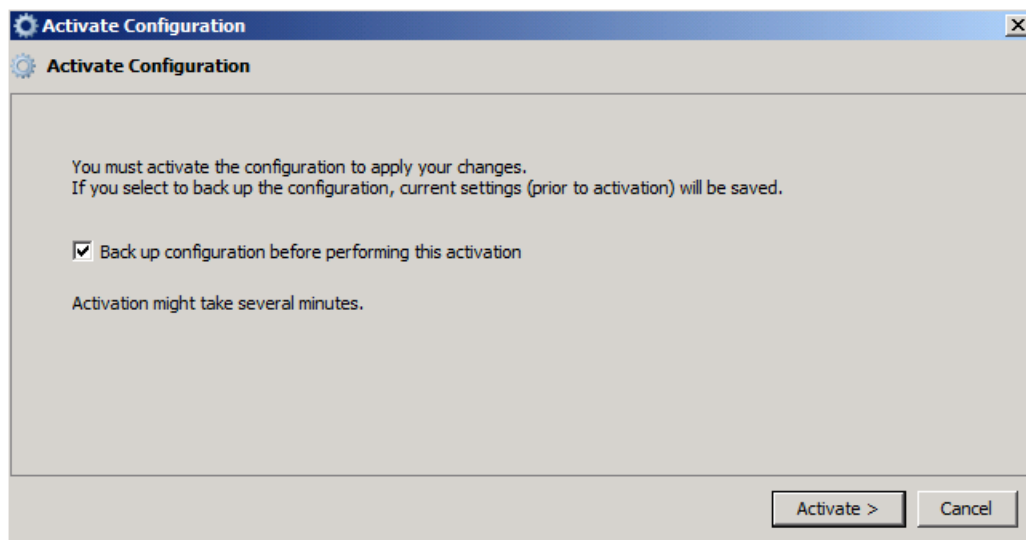 Activate Configuration
Activate Configuration
You must activate the configuration to apply your changes.
If you select to back up the configuration, current settings (prior to activation) will be saved.
Back up configuration before performing this activation
Activation might take several minutes.
Activate > Cancel